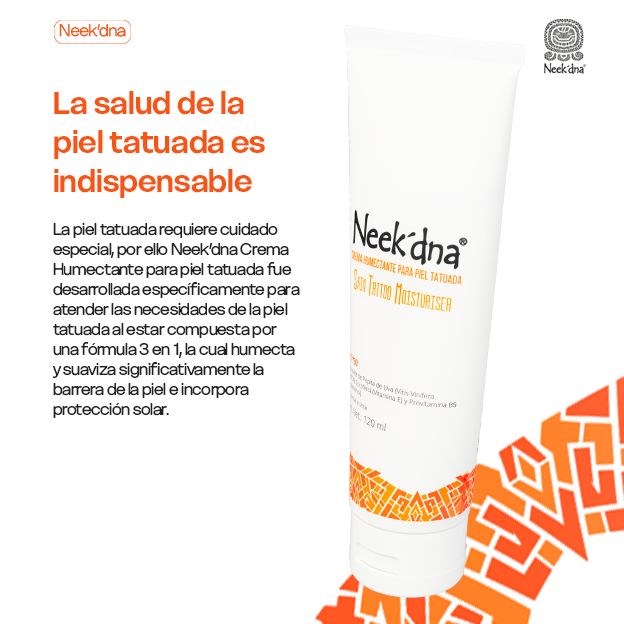 Neek'dna
Neek'dna®
La salud de la
piel tatuada es
indispensable
La piel tatuada requiere cuidado
especial, por ello Neek'dna Crema
Humectante para piel tatuada fue
desarrollada específicamente para
atender las necesidades de la piel
tatuada al estar compuesta por
una fórmula 3 en 1, la cual humecta
y suaviza significativamente la
barrera de la piel e incorpora
protección solar.
Neek´dna®
CREMA HUMECTANTE PARA PIEL TATUADA
Skin Tattoo Moisturiser
de Uva (Vitis Vinifera
(Vitamina E) y Provitamina B5
120 ml